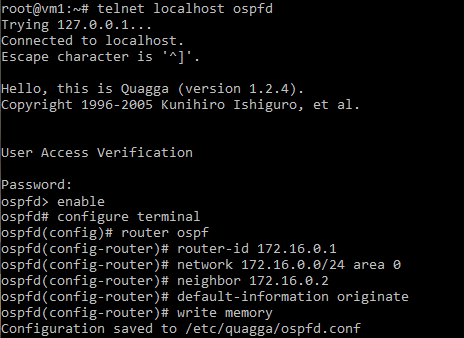 root@vm1:~# telnet localhost ospfd
Trying 127.0.0.1...
Connected to localhost.
Escape character is '^]'.
Hello, this is Quagga (version 1.2.4).
Copyright 1996-2005 Kunihiro Ishiguro, et al.
User Access Verification
Password:
ospfd> enable
ospfd# configure terminal
ospfd(config)# router ospf
ospfd(config-router)# router-id 172.16.0.1
ospfd(config-router)# network 172.16.0.0/24 area 0
ospfd(config-router)# neighbor 172.16.0.2
ospfd(config-router)# default-information originate
ospfd(config-router)# write memory
Configuration saved to /etc/quagga/ospfd.conf